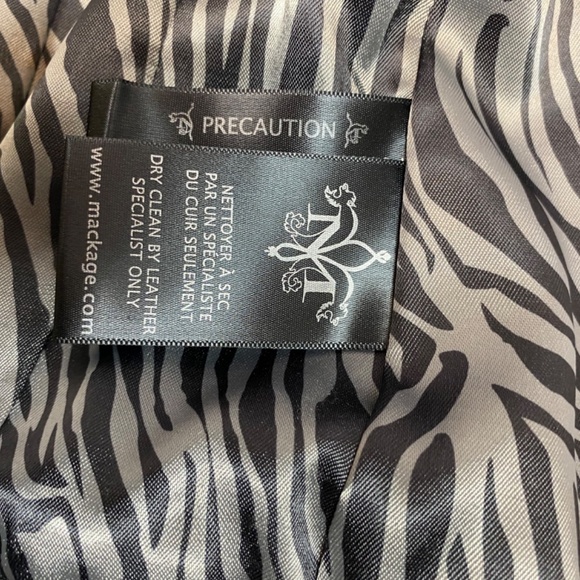 PRECAUTION
NETTOYER À SEC
PAR UN SPÉCIALISTE
DU CUIR SEULEMENT
DRY CLEAN BY LEATHER
SPECIALIST ONLY
www.mackage.com